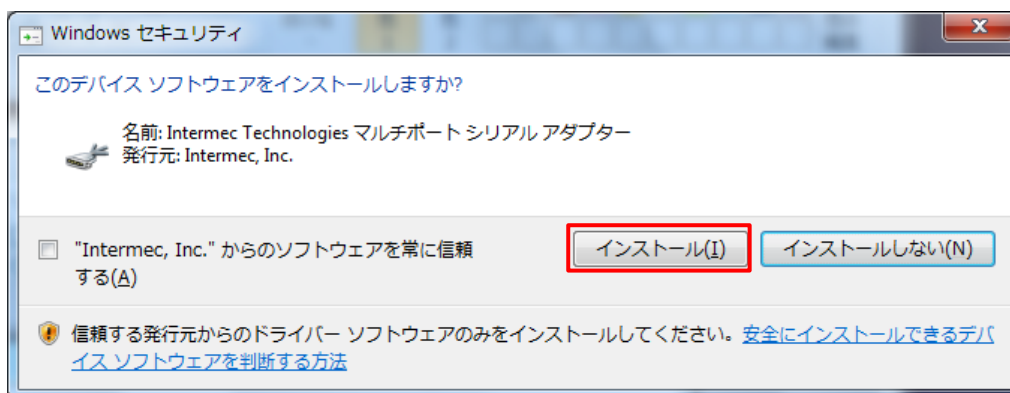 Windows セキュリティ
このデバイス ソフトウェアをインストールしますか?
名前: Intermec Technologies マルチポート シリアル アダプター
発行元: Intermec, Inc.
"Intermec, Inc." からのソフトウェアを常に信頼
する(A)
インストール(I)
インストールしない(N)
信頼する発行元からのドライバー ソフトウェアのみをインストールしてください。安全にインストールできるデバ
イス ソフトウェアを判断する方法